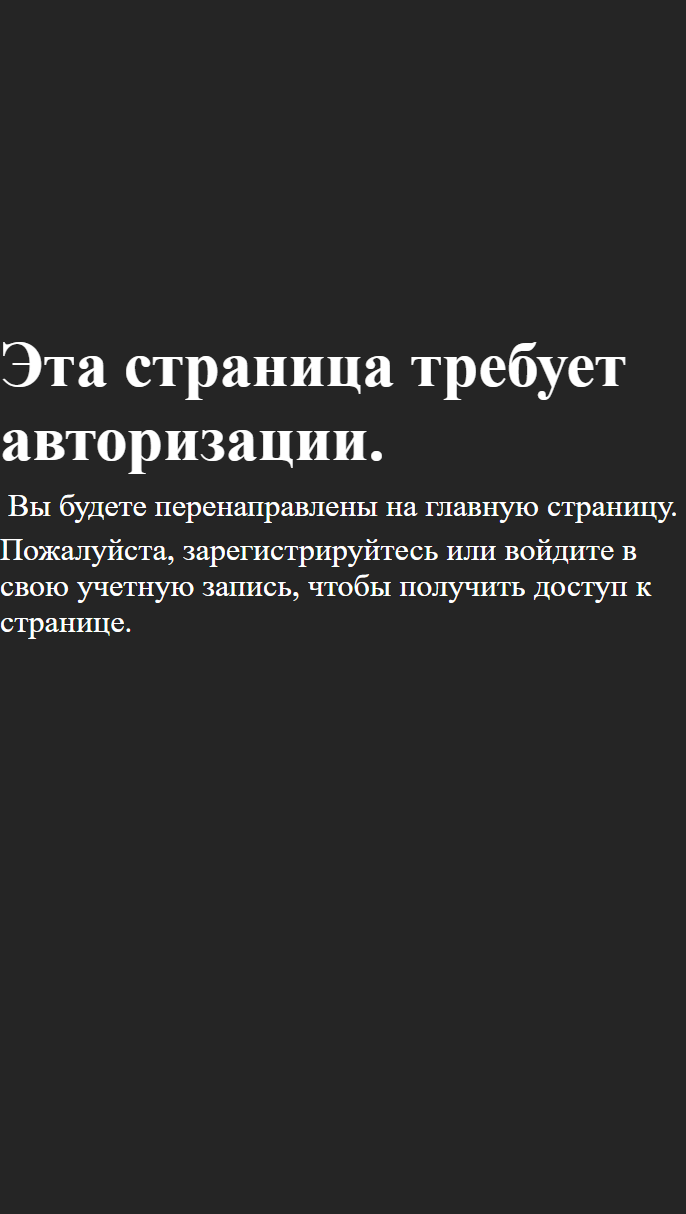 Эта страница требует
авторизации.
Вы будете перенаправлены на главную страницу.
Пожалуйста, зарегистрируйтесь или войдите в
свою учетную запись, чтобы получить доступ к
странице.